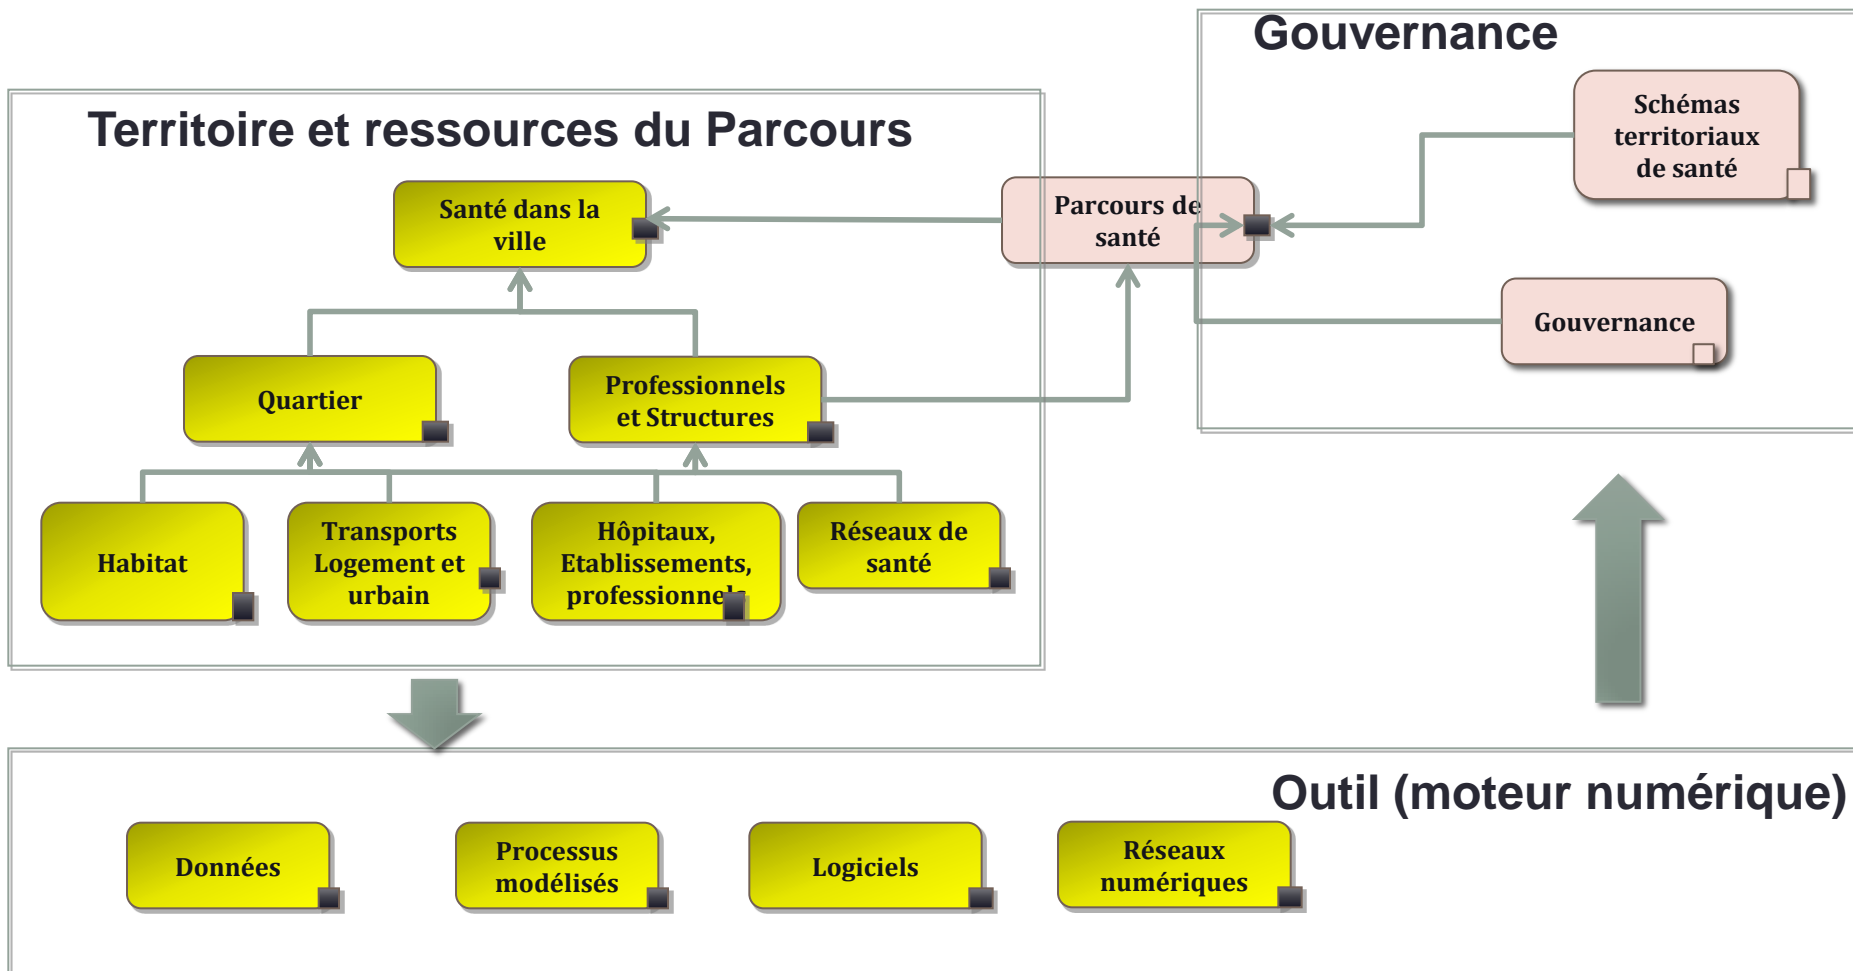 Gouvernance
Schémas
territoriaux
de santé
Territoire et ressources du Parcours
Santé dans la
ville
Parcours de
santé
Gouvernance
Quartier
Professionnels
et Structures
Habitat
Transports
Logement et
urbain
Hôpitaux,
Etablissements,
professionnels
Réseaux de
santé
Outil (moteur numérique)
Données
Processus
modélisés
Logiciels
Réseaux
numériques